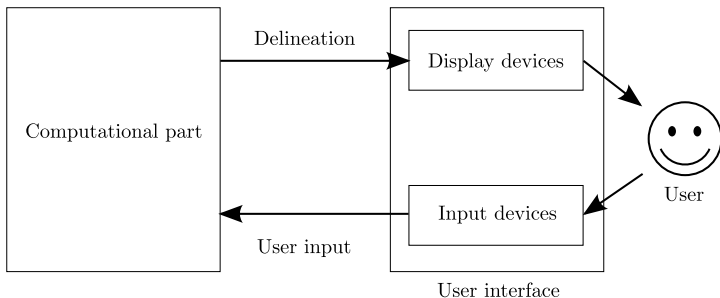 Delineation
Display devices
Computational part
User
Input devices
User input
User interface